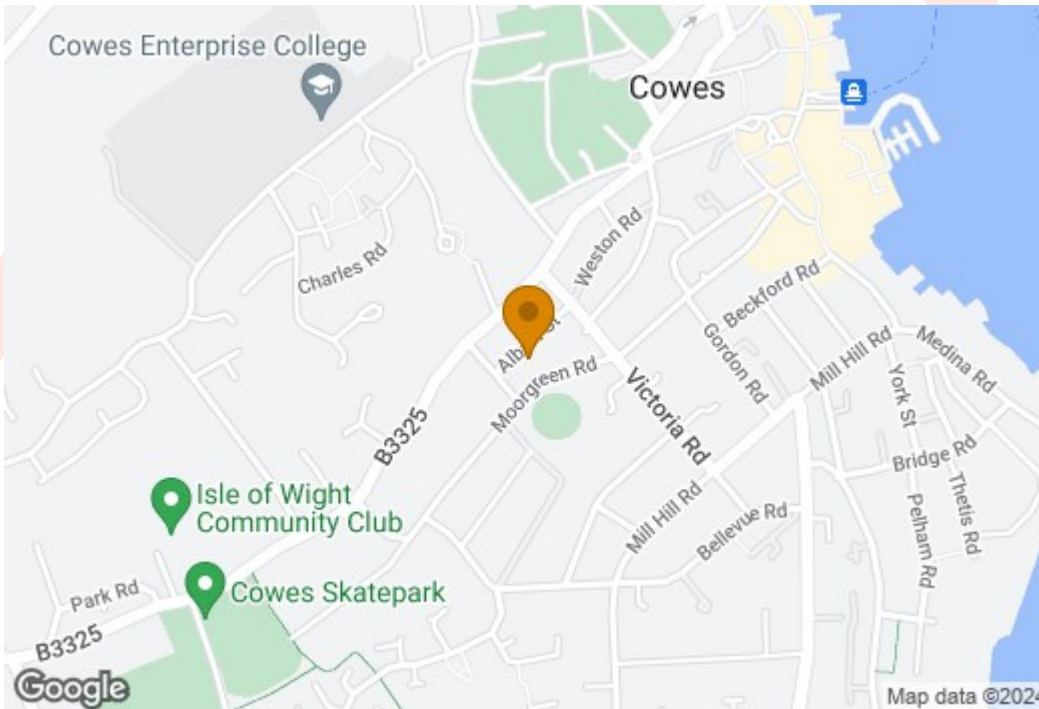 Cowes Enterprise College
Cowes
Charles Rd
Weston Rd
Beckford Rd
Gordon Rd
Mill Hill Rd
Medina Rd
Moorgreen Rd
Victoria Rd
York St
B3325
Bridge Rd
Thetis Rd
Pelham Rd
Isle of Wight
Community Club
Mill Hill Rd
Bellevue Rd
Cowes Skatepark
Park Rd
B3325
Google
Map data ©2024